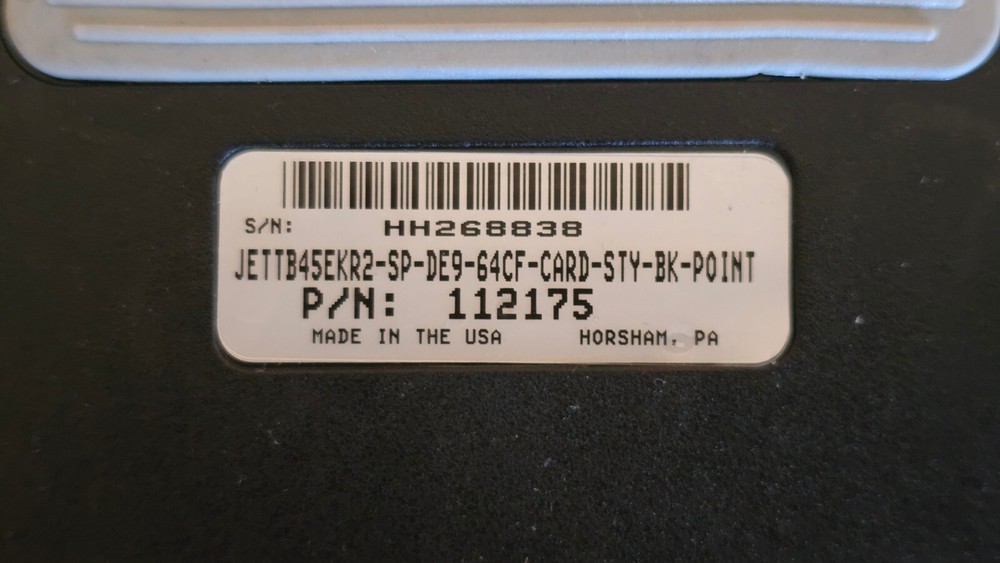 S/N: HH268838
JETTB45EKR2-SP-DE9-64CF-CARD-STY-BK-POINT
P/N: 112175
MADE IN THE USA HORSHAM, PA